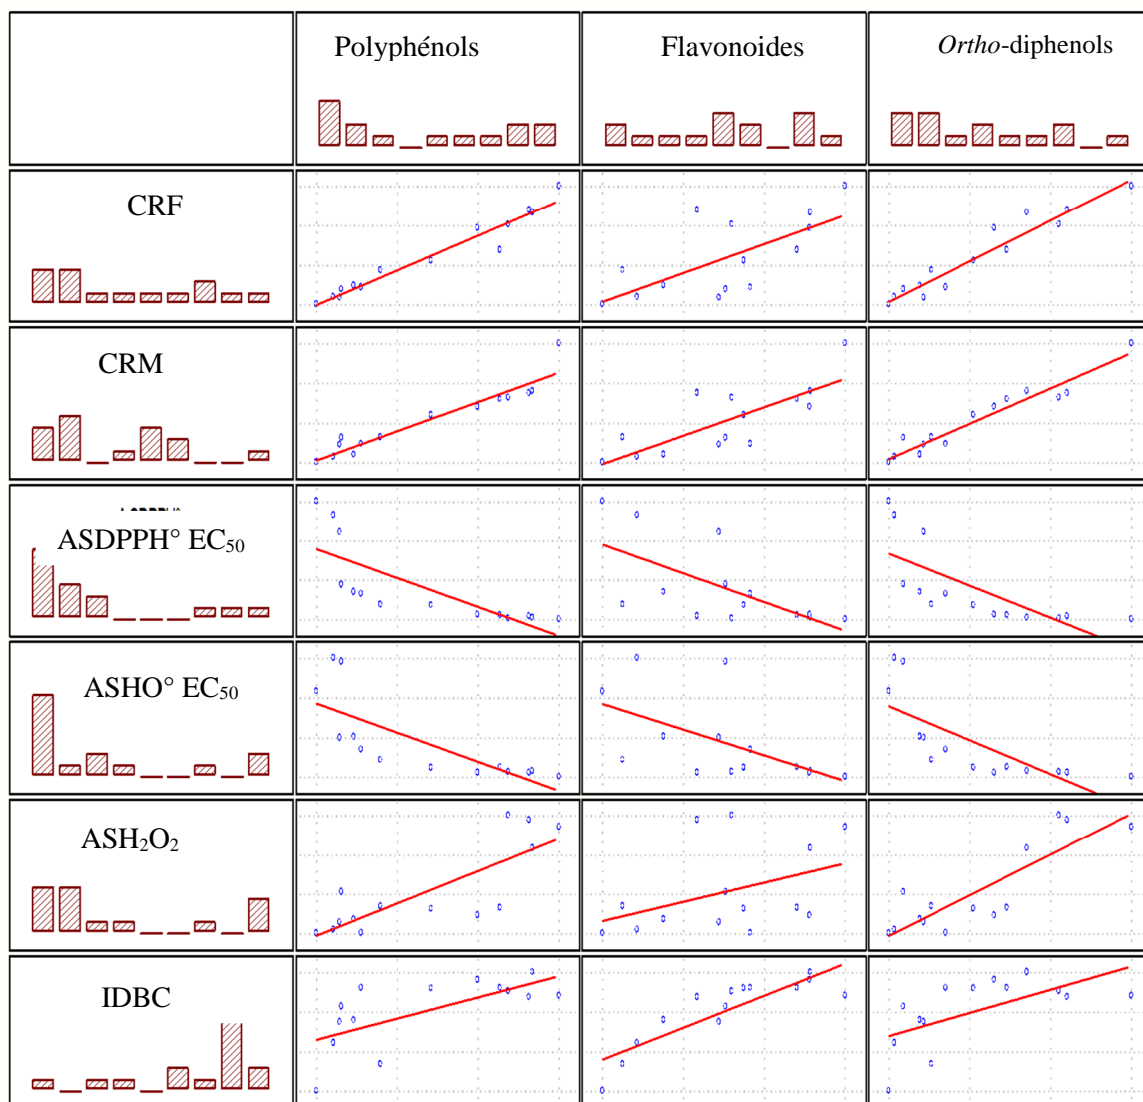 Polyphénols Flavonoides Ortho-diphenols
CRF
CRM
ASDPPH° EC50
ASHO° EC50
ASH2O2
IDBC